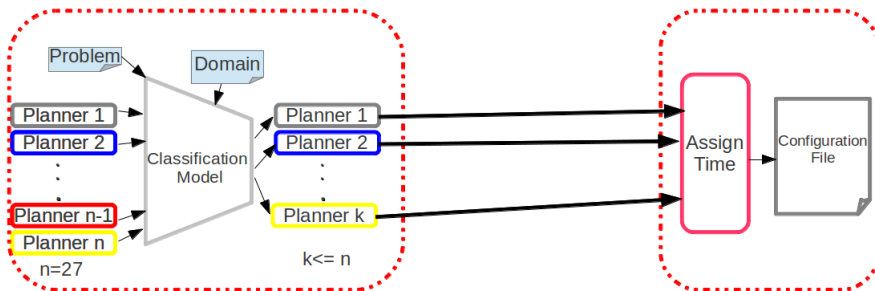 Problem
Domain
Planner 1
Planner 2
.
.
.
Planner n-1
Planner n
n=27
Classification
Model
Planner 1
Planner 2
.
.
.
Planner k
k<= n
Assign
Time
Configuration
File